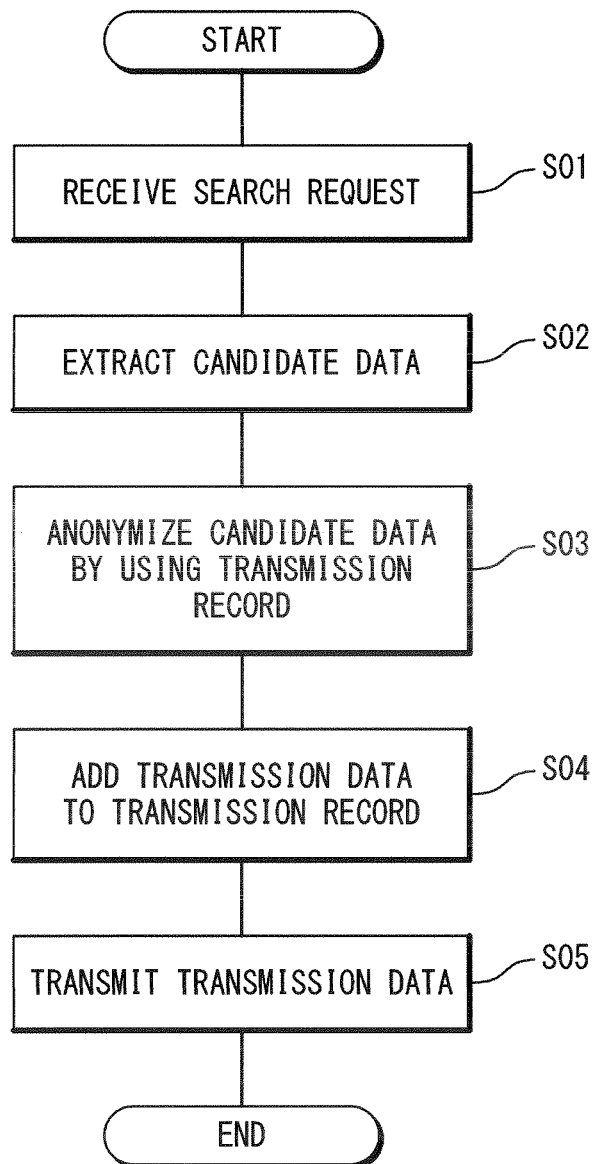 START
RECEIVE SEARCH REQUEST
S01
EXTRACT CANDIDATE DATA
S02
ANONYMIZE CANDIDATE DATA
BY USING TRANSMISSION
RECORD
S03
ADD TRANSMISSION DATA
TO TRANSMISSION RECORD
S04
TRANSMIT TRANSMISSION DATA
S05
END